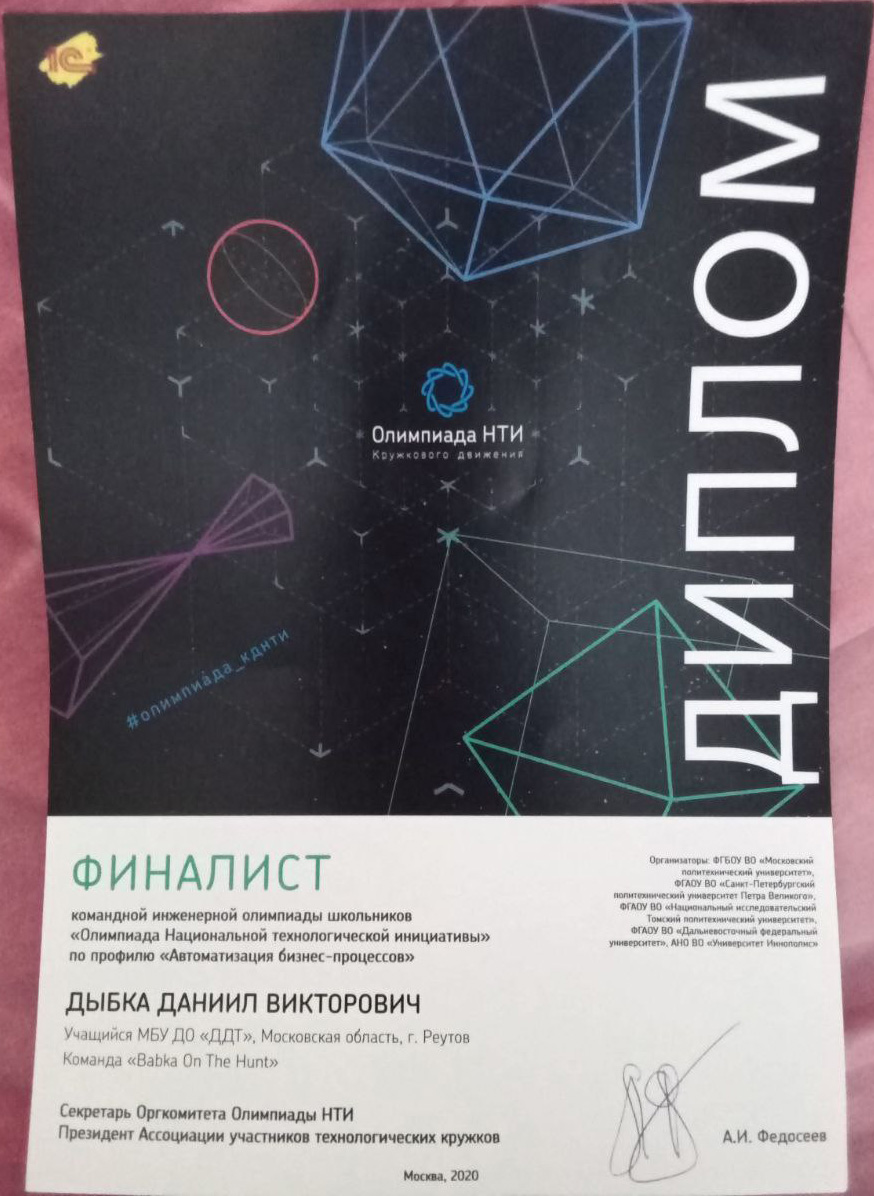 1С
ДИПЛОМ
Олимпиада НТИ
Кружкового движения
#олимпиада_кднти
ФИНАЛИСТ
командной инженерной олимпиады школьников
«Олимпиада Национальной технологической инициативы»
по профилю «Автоматизация бизнес-процессов»
Организаторы: ФГБОУ ВО «Московский
политехнический университет»,
ФГАОУ ВО «Санкт-Петербургский
политехнический университет Петра Великого»,
ФГАОУ ВО «Национальный исследовательский
Томский политехнический университет»,
ФГАОУ ВО «Дальневосточный федеральный
университет», АНО ВО «Университет Иннополис»
ДЫБКА ДАНИИЛ ВИКТОРОВИЧ
Учащийся МБУ ДО «ДДТ», Московская область, г. Реутов
Команда «Babka On The Hunt»
Секретарь Оргкомитета Олимпиады НТИ
Президент Ассоциации участников технологических кружков
А.И. Федосеев
Москва, 2020